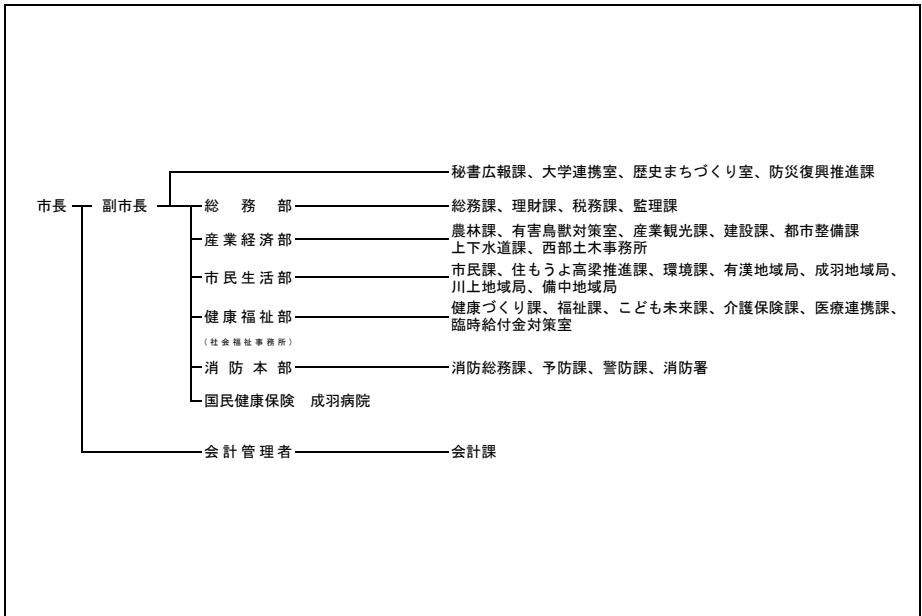 秘書広報課、大学連携室、歴史まちづくり室、防災復興推進課
市長 副市長 総務部 総務課、理財課、税務課、監理課
産業経済部 農林課、有害鳥獣対策室、産業観光課、建設課、都市整備課
上下水道課、西部土木事務所
市民生活部 市民課、住もうよ高梁推進課、環境課、有漢地域局、成羽地域局、
川上地域局、備中地域局
健康福祉部 健康づくり課、福祉課、こども未来課、介護保険課、医療連携課、
臨時給付金対策室
（社会福祉事務所）
消防本部 消防総務課、予防課、警防課、消防署
国民健康保険　成羽病院
会計管理者 会計課